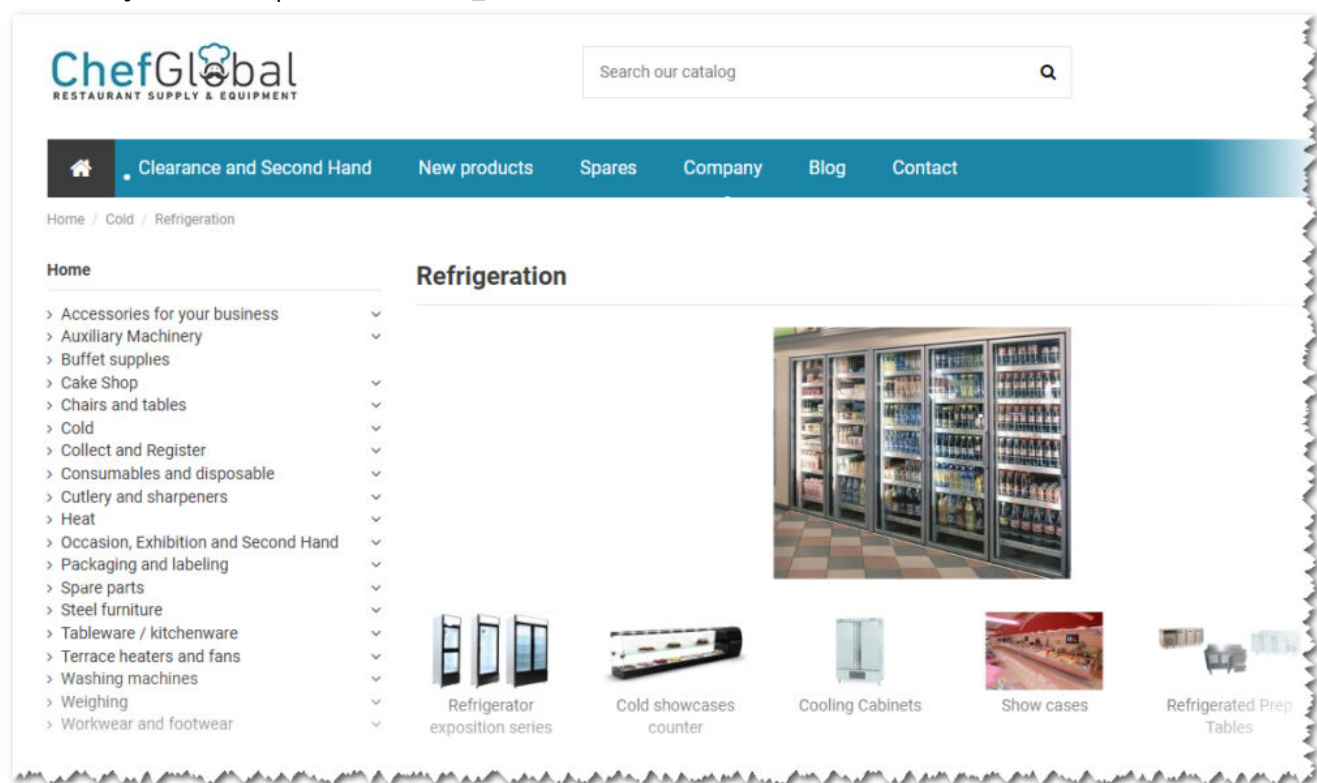 ChefGlobal
RESTAURANT SUPPLY & EQUIPMENT
Search our catalog
Clearance and Second Hand New products Spares Company Blog Contact
Home / Cold / Refrigeration
Home
Accessories for your business
Auxiliary Machinery
Buffet supplies
Cake Shop
Chairs and tables
Cold
Collect and Register
Consumables and disposable
Cutlery and sharpeners
Heat
Occasion, Exhibition and Second Hand
Packaging and labeling
Spare parts
Steel furniture
Tableware / kitchenware
Terrace heaters and fans
Washing machines
Weighing
Workwear and footwear
Refrigeration
Refrigerator
exposition series
Cold showcases
counter
Cooling Cabinets
Show cases
Refrigerated Prep
Tables